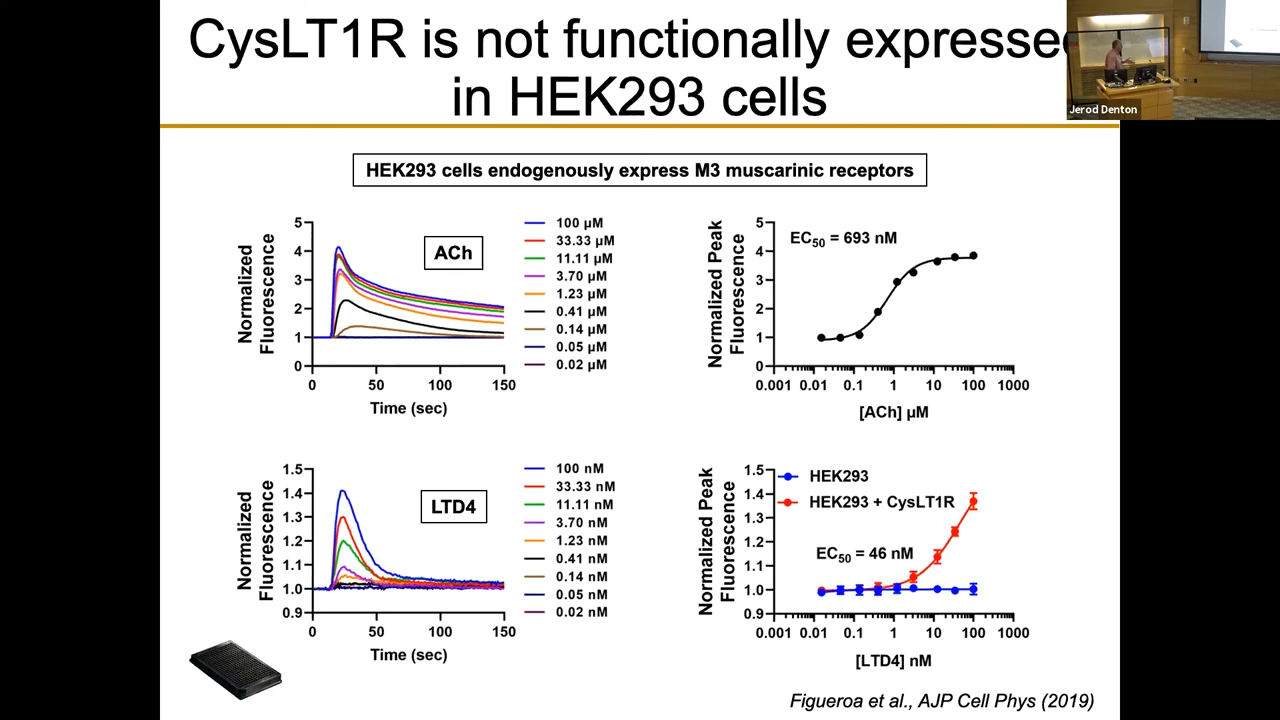 CysLT1R is not functionally expressed
in HEK293 cells
Jerod Denton
HEK293 cells endogenously express M3 muscarinic receptors
Normalized
Fluorescence
5
4
3
2
1
0
0
50
100
150
Time (sec)
ACh
100 µM
33.33 µM
11.11 µM
3.70 µM
1.23 µM
0.41 µM
0.14 µM
0.05 µM
0.02 µM
Normalized Peak
Fluorescence
5
4
3
2
1
0
EC50 = 693 nM
0.001 0.01 0.1 1 10 100 1000
[ACh] µM
Normalized
Fluorescence
1.5
1.4
1.3
1.2
1.1
1.0
0.9
0
50
100
150
Time (sec)
LTD4
100 nM
33.33 nM
11.11 nM
3.70 nM
1.23 nM
0.41 nM
0.14 nM
0.05 nM
0.02 nM
Normalized Peak
Fluorescence
1.5
1.4
1.3
1.2
1.1
1.0
0.9
HEK293
HEK293 + CysLT1R
EC50 = 46 nM
0.001 0.01 0.1 1 10 100 1000
[LTD4] nM
Figueroa et al., AJP Cell Phys (2019)